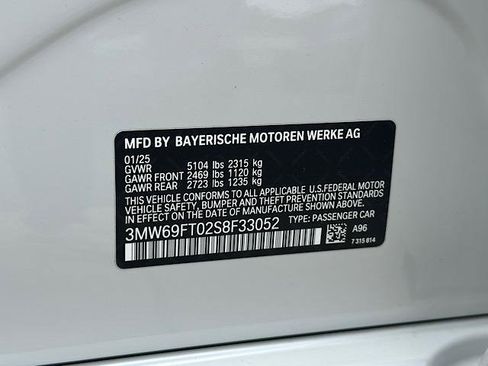 MFD BY BAYERISCHE MOTOREN WERKE AG
01/25
GVWR 5104 lbs 2315 kg
GAWR FRONT 2469 lbs 1120 kg
GAWR REAR 2723 lbs 1235 kg
THIS VEHICLE CONFORMS TO ALL APPLICABLE U.S. FEDERAL MOTOR
VEHICLE SAFETY, BUMPER AND THEFT PREVENTION STANDARDS
IN EFFECT ON THE DATE OF MANUFACTURE SHOWN ABOVE.
3MW69FT02S8F33052 TYPE: PASSENGER CAR
A96
7 315 614